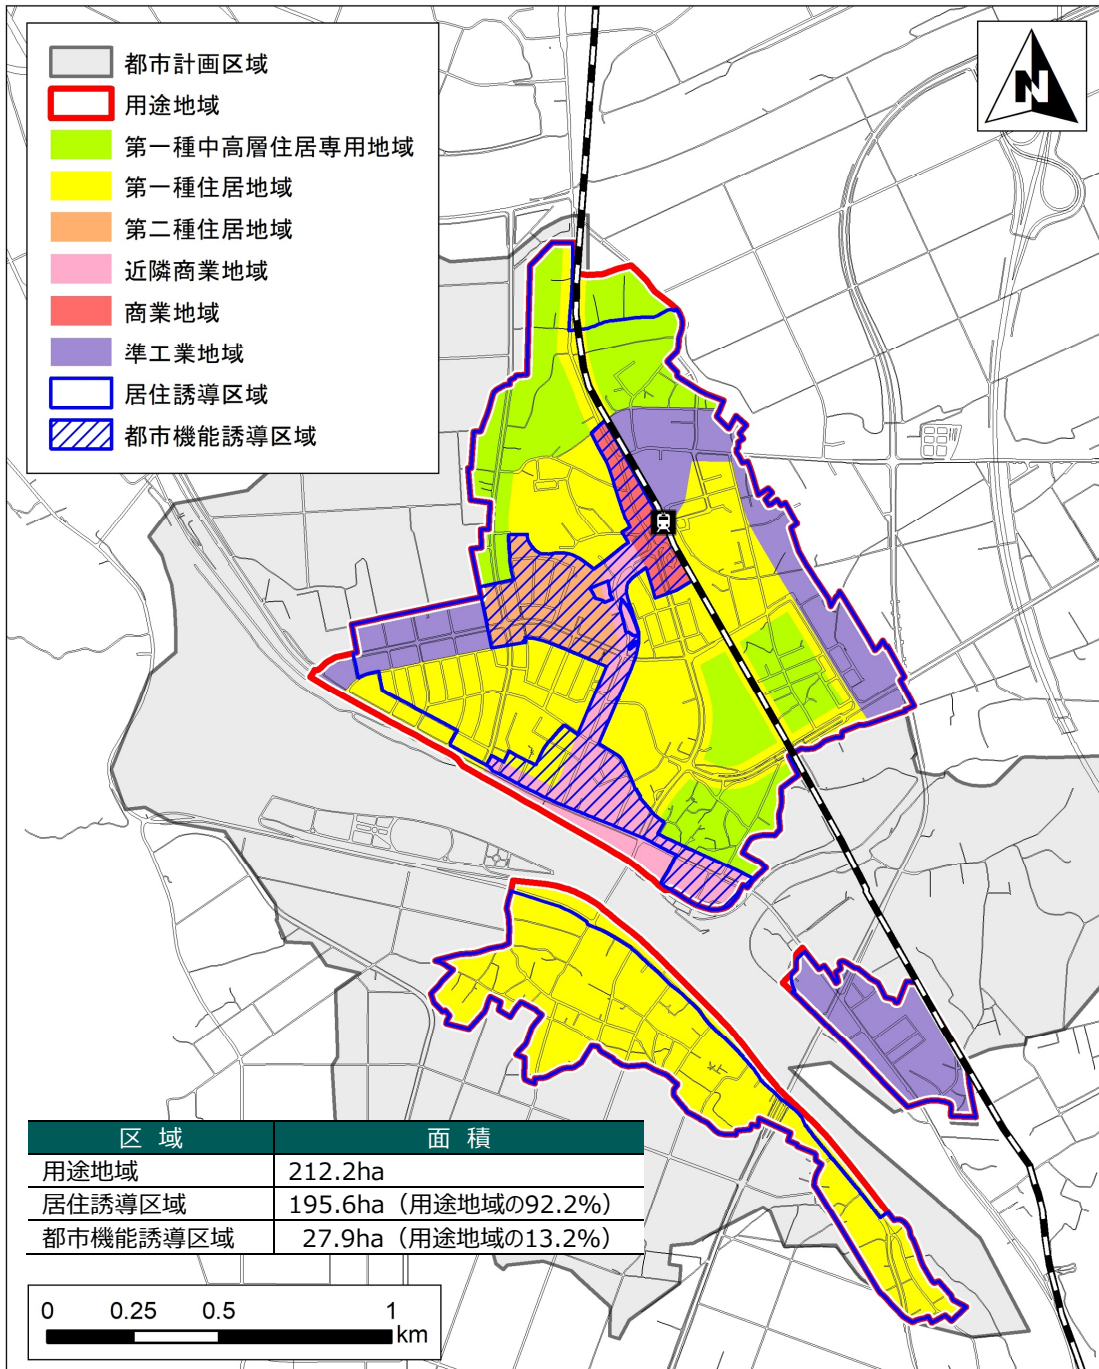 都市計画区域
用途地域
第一種中高層住居専用地域
第一種住居地域
第二種住居地域
近隣商業地域
商業地域
準工業地域
居住誘導区域
都市機能誘導区域
N
区域 面積
用途地域 212.2ha
居住誘導区域 195.6ha（用途地域の92.2%）
都市機能誘導区域 27.9ha（用途地域の13.2%）
0 0.25 0.5 1
km